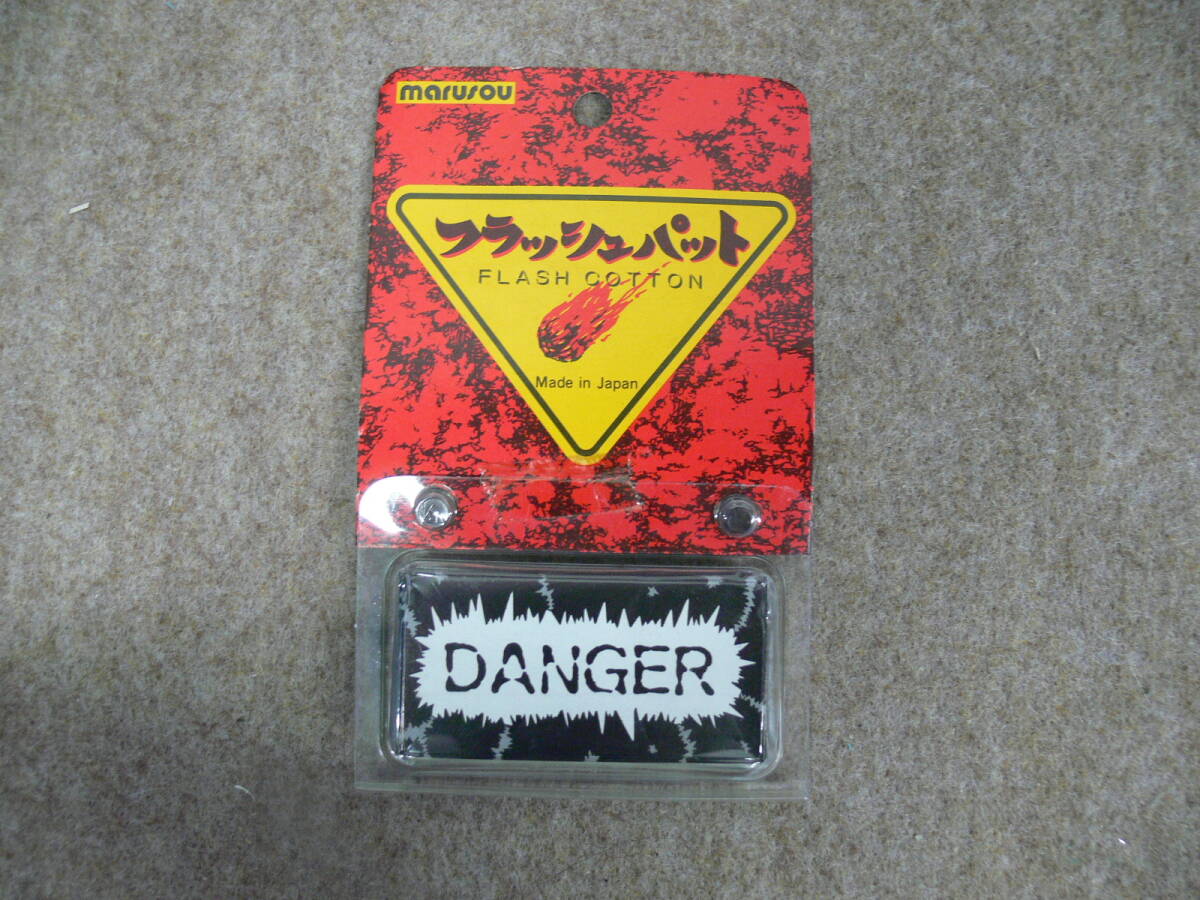 marusou
フラッシュパット
FLASH COTTON
Made in Japan
DANGER